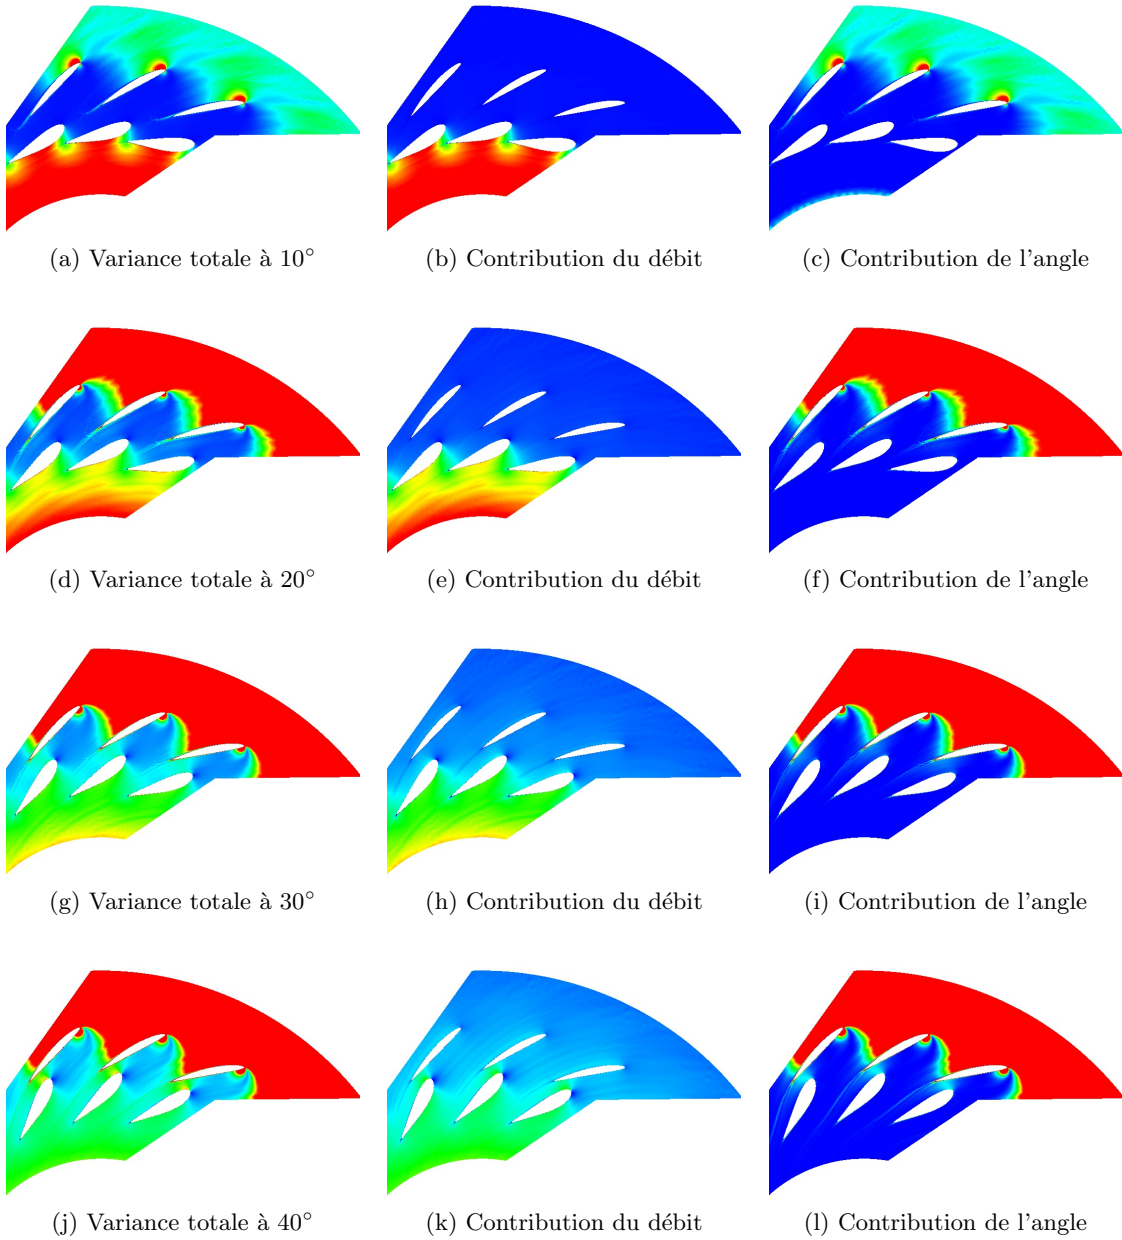 (a) Variance totale à 10°
(b) Contribution du débit
(c) Contribution de l'angle
(d) Variance totale à 20°
(e) Contribution du débit
(f) Contribution de l'angle
(g) Variance totale à 30°
(h) Contribution du débit
(i) Contribution de l'angle
(j) Variance totale à 40°
(k) Contribution du débit
(l) Contribution de l'angle